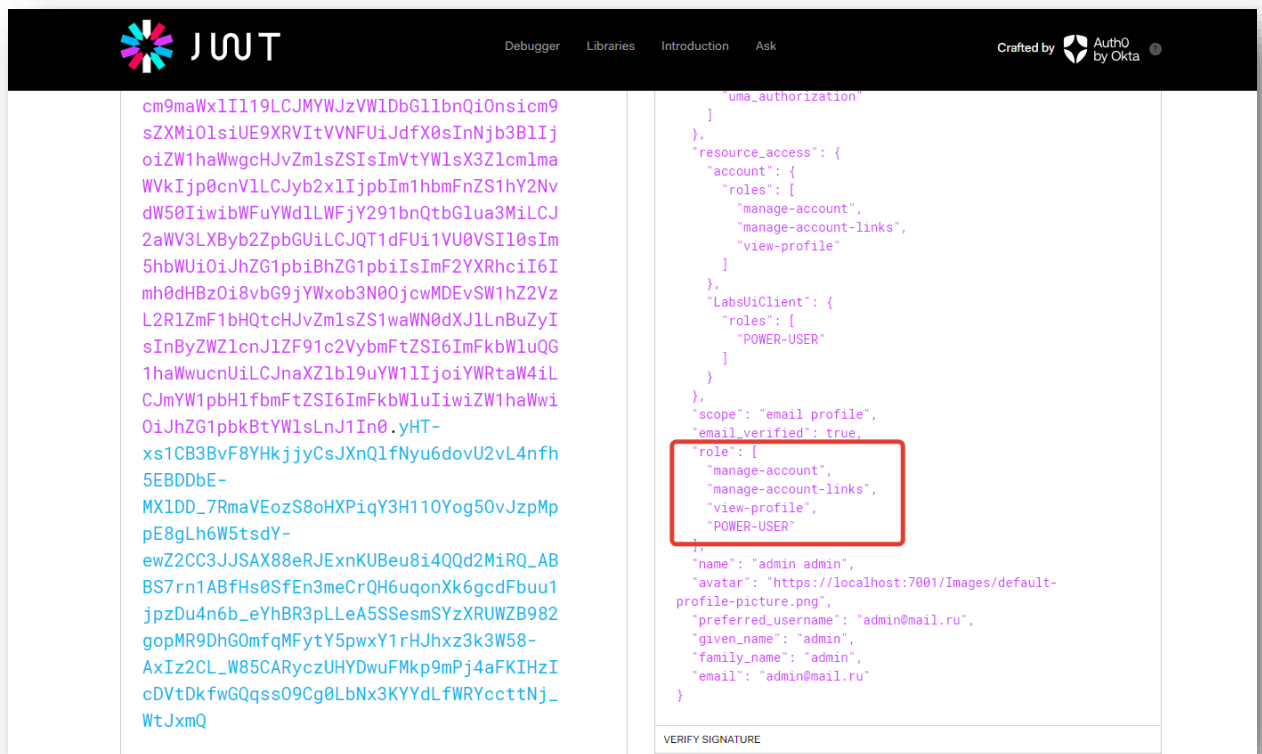 JWT
Debugger
Libraries
Introduction
Ask
Crafted by
Auth0
by Okta
cm9maWxlIl19LCJMYWJzVWlDbGllbnQiOnsicm9
sZXMiOlsiUE9XRVItVVNFUiJdfX0sInNjb3BlIj
oiZW1haWwgcHJvZmlsZSIsImVtYWlsX3Zlcmlma
WVkIjp0cnVlLCJyb2xlIjpbIm1hbmFnZS1hY2Nv
dW50IiwibWFuYWdlLWFjY291bnQtbGlua3MiLCJ
2aWV3LXByb2ZpbGUiLCJQT1dFUi1VU0VSIl0sIm
5hbWUiOiJhZG1pbiBhZG1pbiIsImF2YXRhciI6I
mh0dHBzOi8vbG9jYWxob3N0OjcwMDEvSW1hZ2Vz
L2RlZmF1bHQtcHJvZmlsZS1waWN0dXJlLnBuZyI
sInByZWZlcnJlZF91c2VybmFtZSI6ImFkbWluQG
1haWwucnUiLCJnaXZlbl9uYW1lIjoiYWRtaW4iL
CJmYW1pbHlfbmFtZSI6ImFkbWluIiwiZW1haWwi
OiJhZG1pbkBtYWlsLnJ1In0.yHT-
xs1CB3BvF8YHkjjyCsJXnQlfNyu6dovU2vL4nfh
5EBDDbE-
MXlDD_7RmaVEozS8oHXPiqY3H11OYog5OvJzpMp
pE8gLh6W5tsdY-
ewZ2CC3JJSAX88eRJExnKUBeu8i4QQd2MiRQ_AB
BS7rn1ABfHs0SfEn3meCrQH6uqonXk6gcdFbuu1
jpzDu4n6b_eYhBR3pLLeA5SSesmSYzXRUWZB982
gopMR9DhGOmfqMFytY5pwxY1rHJhxz3k3W58-
AxIz2CL_W85CARyczUHYDwuFMkp9mPj4aFKIHzI
cDVtDkfwGQqssO9Cg0LbNx3KYYdLfWRYccttNj_
WtJxmQ
"uma_authorization"
]
},
"resource_access": {
"account": {
"roles": [
"manage-account",
"manage-account-links",
"view-profile"
]
},
"LabsUiClient": {
"roles": [
"POWER-USER"
]
}
},
"scope": "email profile",
"email_verified": true,
"role": [
"manage-account",
"manage-account-links",
"view-profile",
"POWER-USER"
],
"name": "admin admin",
"avatar": "https://localhost:7001/Images/default-
profile-picture.png",
"preferred_username": "admin@mail.ru",
"given_name": "admin",
"family_name": "admin",
"email": "admin@mail.ru"
}
VERIFY SIGNATURE